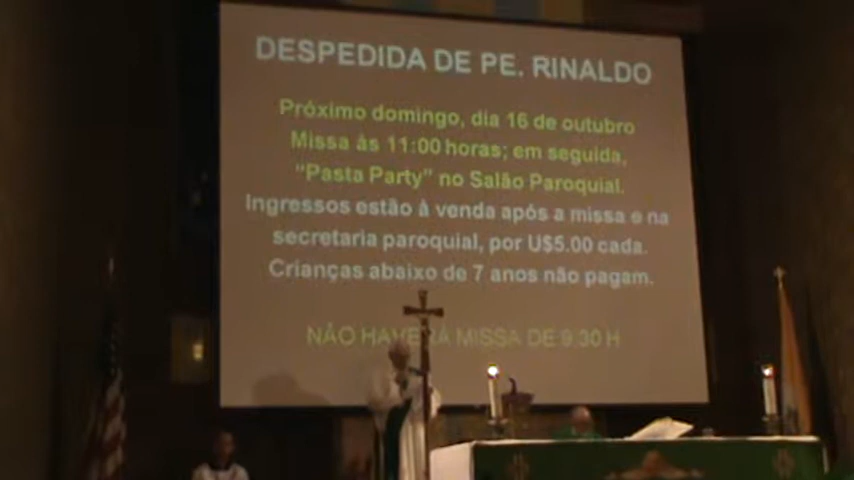 DESPEDIDA DE PE. RINALDO
Próximo domingo, dia 16 de outubro
Missa às 11:00 horas; em seguida,
"Pasta Party" no Salão Paroquial.
Ingressos estão à venda após a missa e na
secretaria paroquial, por U$5.00 cada.
Crianças abaixo de 7 anos não pagam.
NÃO HAVERÁ MISSA DE 9.30 H